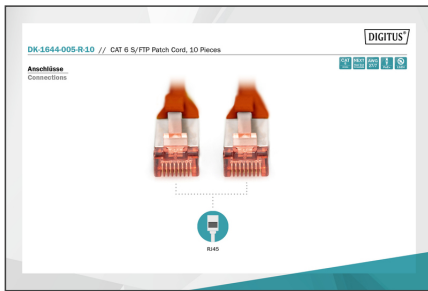 DIGITUS®
DK-1644-005-R-10 // CAT 6 S/FTP Patch Cord, 10 Pieces
Anschlüsse
Connections
RJ45